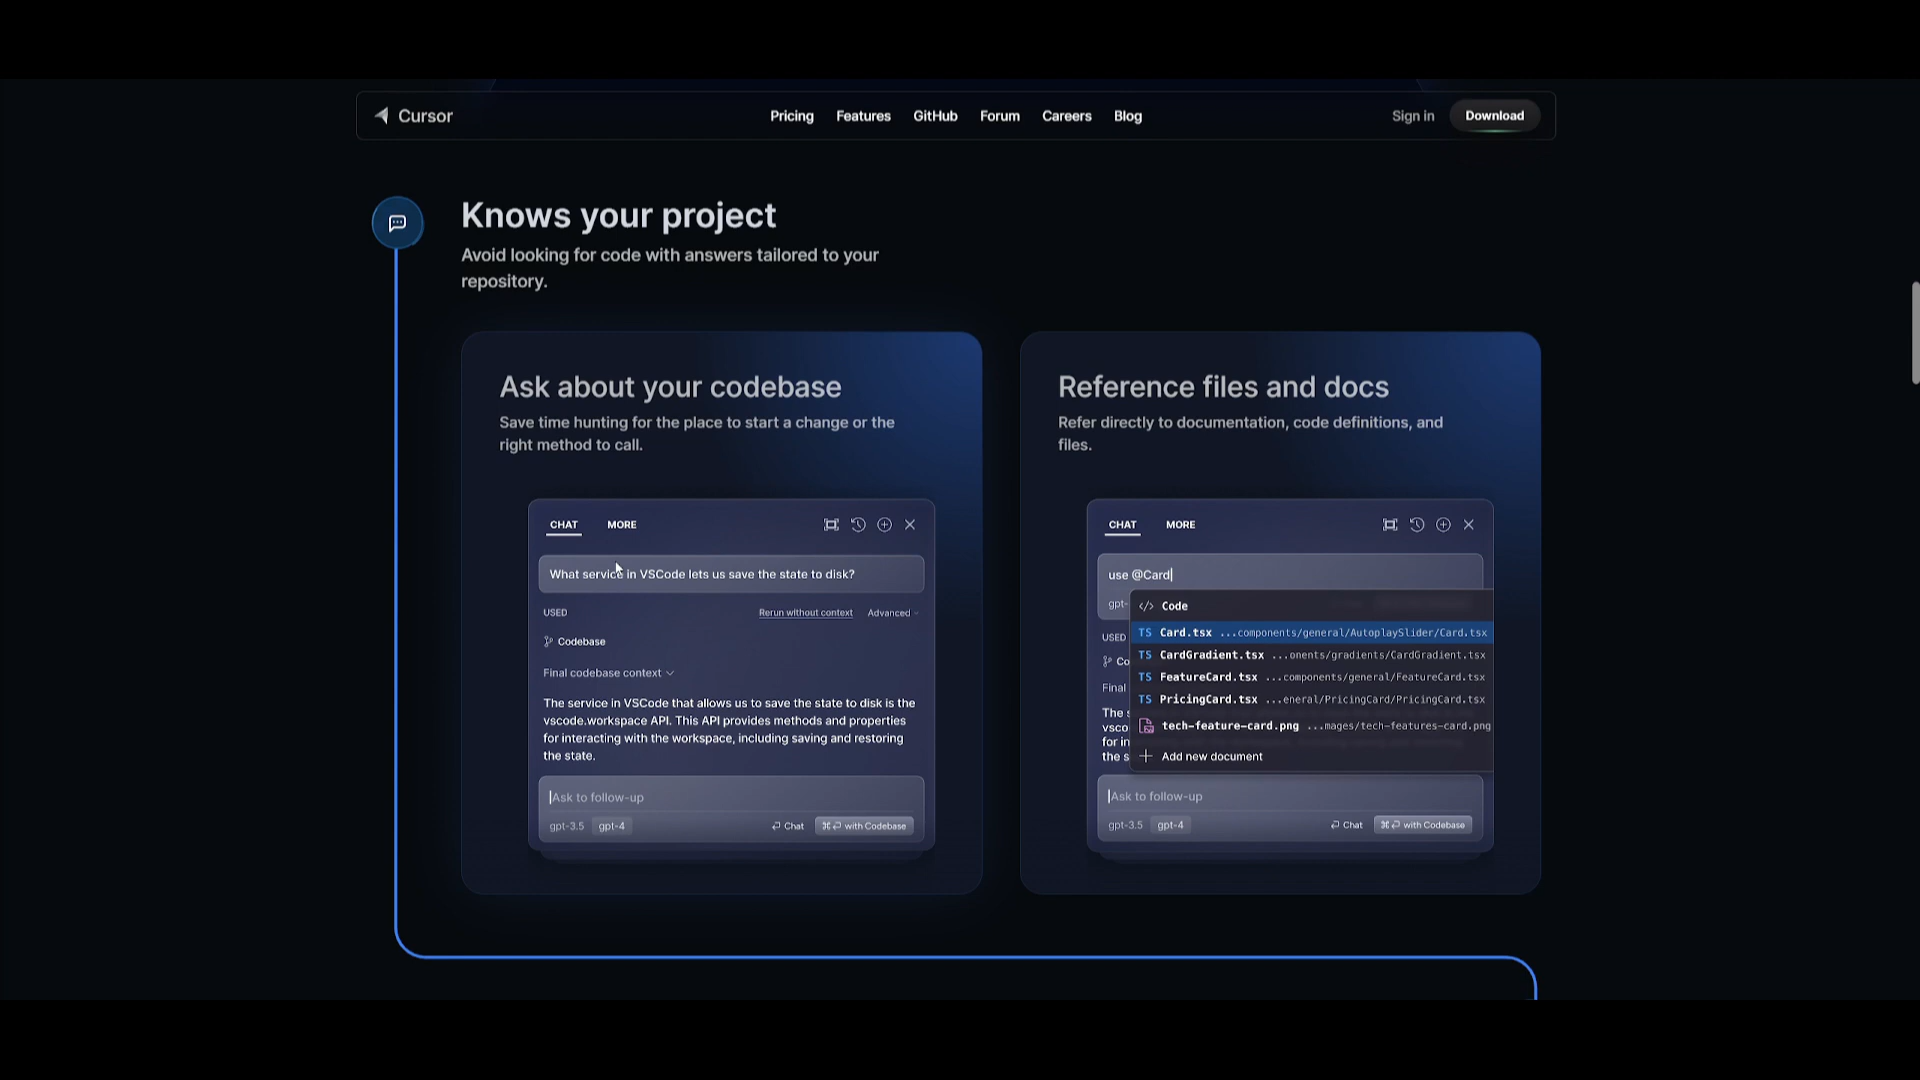 Cursor
Pricing Features GitHub Forum Careers Blog
Sign in Download
Knows your project
Avoid looking for code with answers tailored to your
repository.
Ask about your codebase
Save time hunting for the place to start a change or the
right method to call.
CHAT MORE
What service in VSCode lets us save the state to disk?
USED Rerun without context Advanced
Codebase
Final codebase context
The service in VSCode that allows us to save the state to disk is the
vscode.workspace API. This API provides methods and properties
for interacting with the workspace, including saving and restoring
the state.
Ask to follow-up
gpt-3.5 gpt-4 Chat ⌘ with Codebase
Reference files and docs
Refer directly to documentation, code definitions, and
files.
CHAT MORE
use @Card
gpt-
</> Code
USED
TS Card.tsx ...components/general/AutoplaySlider/Card.tsx
TS CardGradient.tsx ...onents/gradients/CardGradient.tsx
Co
TS FeatureCard.tsx ...components/general/FeatureCard.tsx
Final
TS PricingCard.tsx ...eneral/PricingCard/PricingCard.tsx
The s
vsco
tech-feature-card.png ...mages/tech-features-card.png
for in
the s
Add new document
Ask to follow-up
gpt-3.5 gpt-4 Chat ⌘ with Codebase